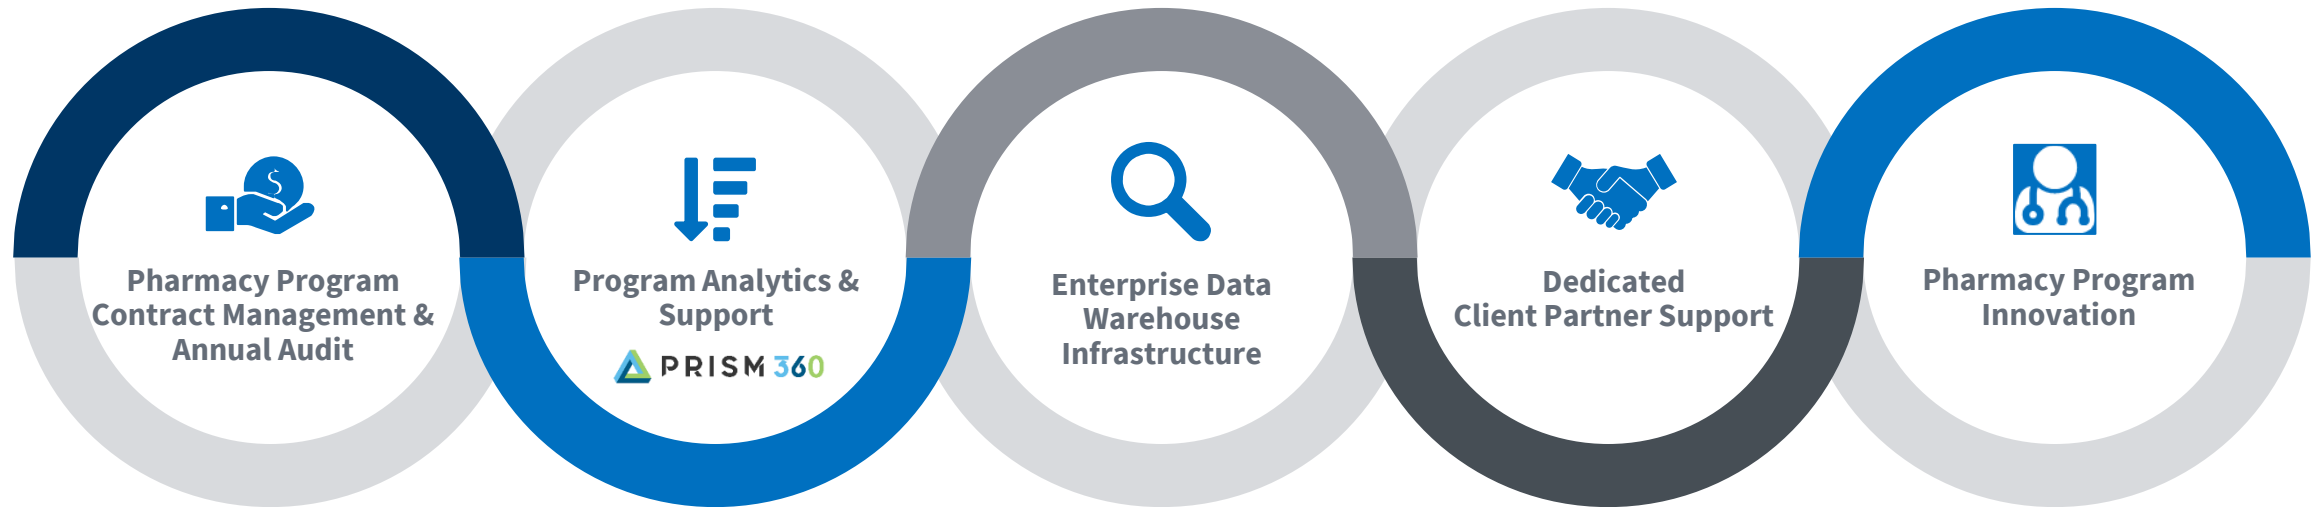 Pharmacy Program
Contract Management &
Annual Audit
Program Analytics &
Support
PRISM 360
Enterprise Data
Warehouse
Infrastructure
Dedicated
Client Partner Support
Pharmacy Program
Innovation